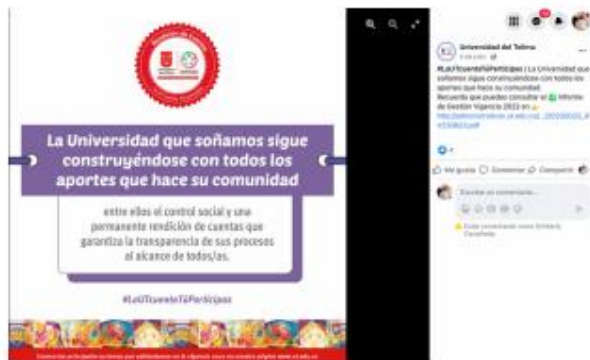 La Universidad que soñamos sigue
construyéndose con todos los
aportes que hace su comunidad
entre ellos el control social y una
permanente rendición de cuentas que
garantiza la transparencia de sus procesos
al alcance de todos/as.
#LaUTcuentaTúParticipas
Universidad del Tolima
#LaUTcuentaTúParticipas | La Universidad que
soñamos sigue construyéndose con todos los
aportes que hace su comunidad.
Recuerda que puedes consultar el Informe
de Gestión Vigencia 2022 en
4
Me gusta Comentar Compartir
Escribe un comentario...